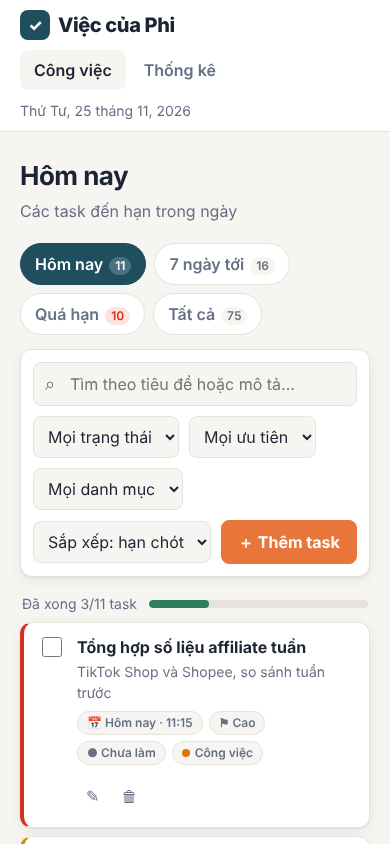 Việc của Phi
Công việc
Thống kê
Thứ Tư, 25 tháng 11, 2026
Hôm nay
Các task đến hạn trong ngày
Hôm nay 11
7 ngày tới 16
Quá hạn 10
Tất cả 75
Tìm theo tiêu đề hoặc mô tả...
Mọi trạng thái
Mọi ưu tiên
Mọi danh mục
Sắp xếp: hạn chót
+ Thêm task
Đã xong 3/11 task
Tổng hợp số liệu affiliate tuần
TikTok Shop và Shopee, so sánh tuần
trước
Hôm nay · 11:15
Cao
Chưa làm
Công việc